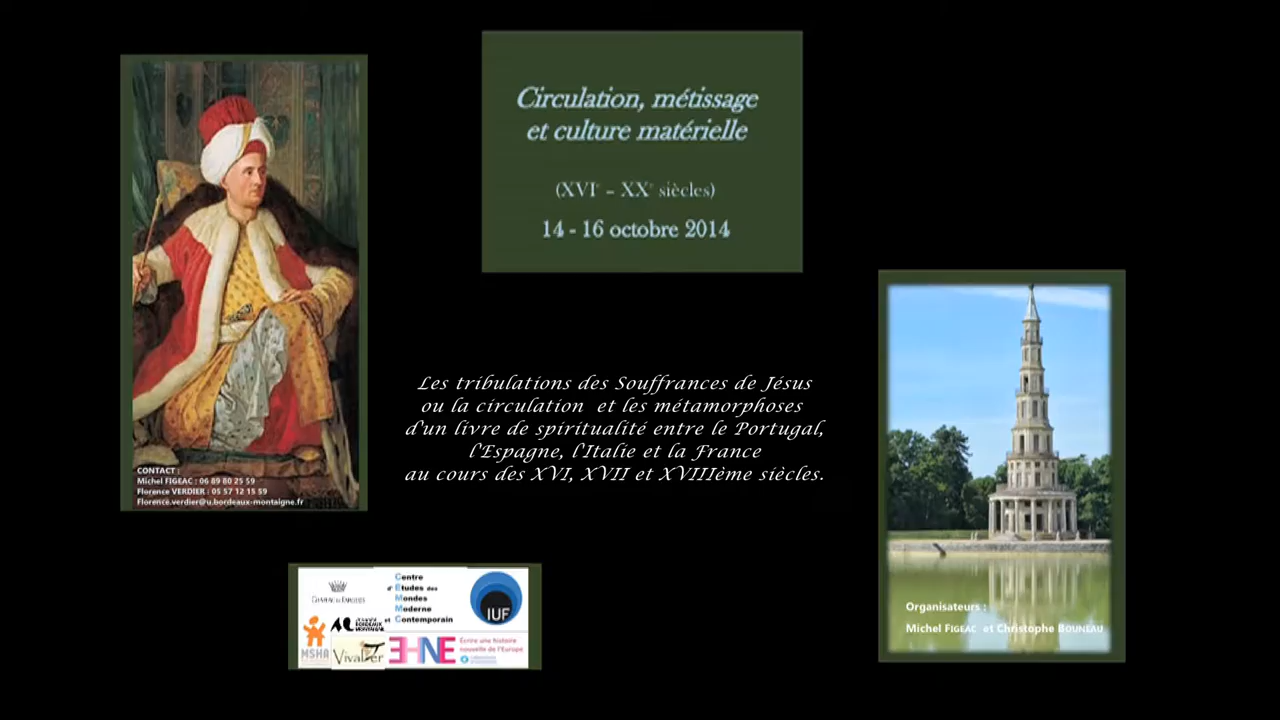 Circulation, métissage
et culture matérielle
(XVIe – XXe siècles)
14 - 16 octobre 2014
Les tribulations des Souffrances de Jésus
ou la circulation et les métamorphoses
d'un livre de spiritualité entre le Portugal,
l'Espagne, l'Italie et la France
au cours des XVI, XVII et XVIIIème siècles.
CONTACT :
Michel FIGEAC : 06 89 80 25 59
Florence VERDIER : 05 57 12 15 59
Florence.verdier@u.bordeaux-montaigne.fr
Organisateurs :
Michel FIGEAC et Christophe BOUNEAU
Centre
d'Etudes des
Mondes
Moderne
et Contemporain
IUF
MSHA
EHNE
Écrire une histoire
nouvelle de l'Europe